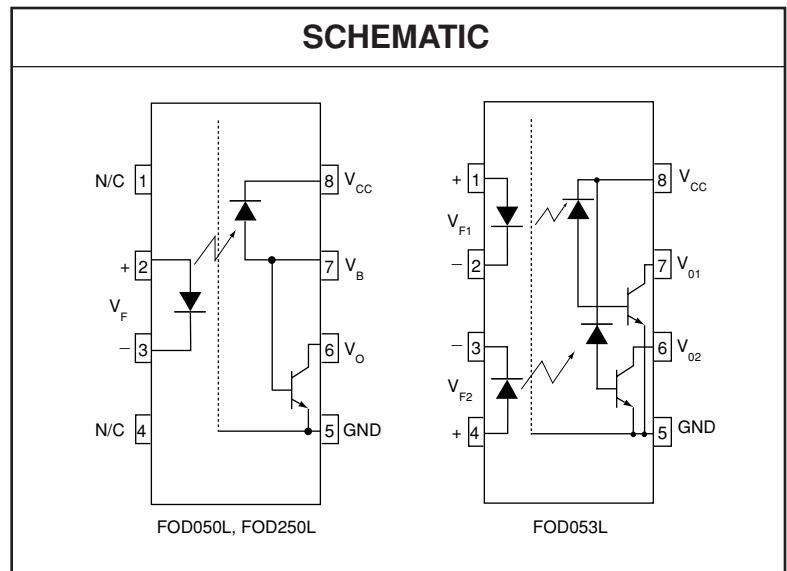 SCHEMATIC
N/C 1
8 VCC
+ 2
7 VB
VF
− 3
6 VO
N/C 4
5 GND
FOD050L, FOD250L
+ 1
8 VCC
VF1
− 2
7 V01
− 3
6 V02
VF2
+ 4
5 GND
FOD053L